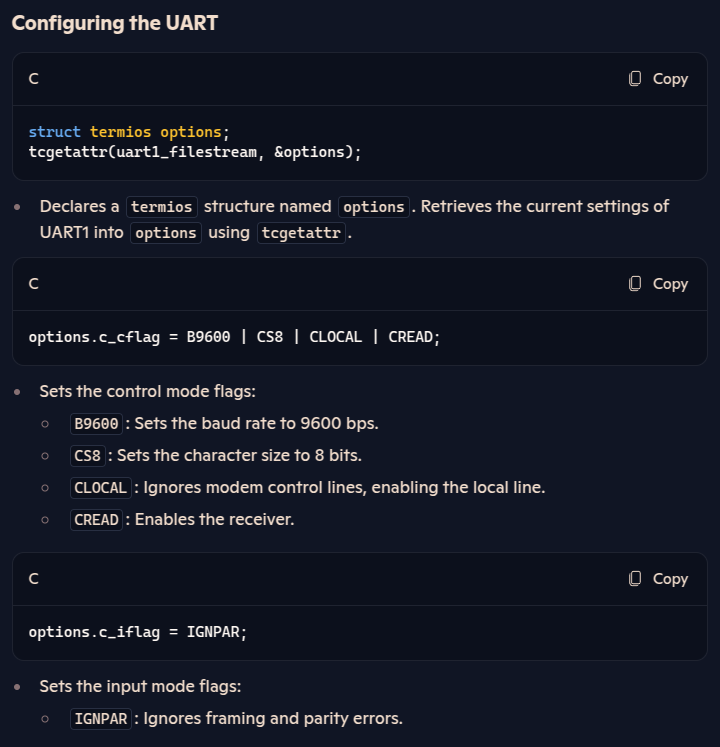 Configuring the UART
C Copy
struct termios options;
tcgetattr(uart1_filestream, &options);
• Declares a termios structure named options. Retrieves the current settings of
UART1 into options using tcgetattr.
C Copy
options.c_cflag = B9600 | CS8 | CLOCAL | CREAD;
• Sets the control mode flags:
○ B9600: Sets the baud rate to 9600 bps.
○ CS8: Sets the character size to 8 bits.
○ CLOCAL: Ignores modem control lines, enabling the local line.
○ CREAD: Enables the receiver.
C Copy
options.c_iflag = IGNPAR;
• Sets the input mode flags:
○ IGNPAR: Ignores framing and parity errors.